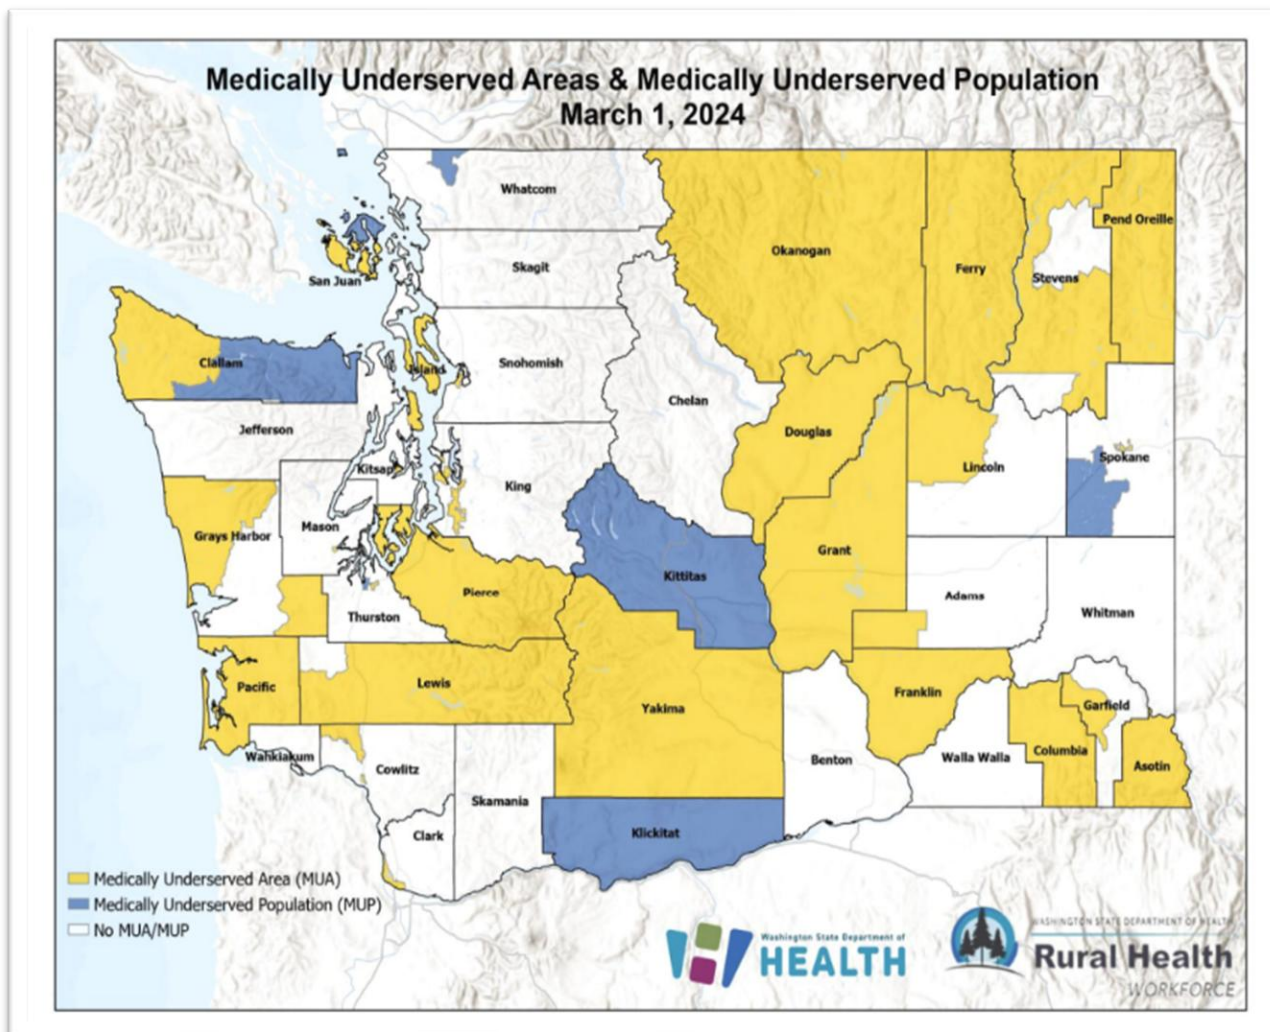 Medically Underserved Areas & Medically Underserved Population
March 1, 2024
Whatcom
Okanogan
Ferry
Stevens
Pend Oreille
San Juan
Skagit
Clallam
Island
Snohomish
Chelan
Jefferson
Douglas
Lincoln
Spokane
Kitsap
King
Grays Harbor
Mason
Grant
Kittitas
Pierce
Adams
Whitman
Thurston
Pacific
Lewis
Yakima
Franklin
Garfield
Wahkiakum
Cowlitz
Benton
Walla Walla
Columbia
Asotin
Skamania
Clark
Klickitat
Medically Underserved Area (MUA)
Medically Underserved Population (MUP)
No MUA/MUP
Washington State Department of
HEALTH
WASHINGTON STATE DEPARTMENT OF HEALTH
Rural Health
WORKFORCE